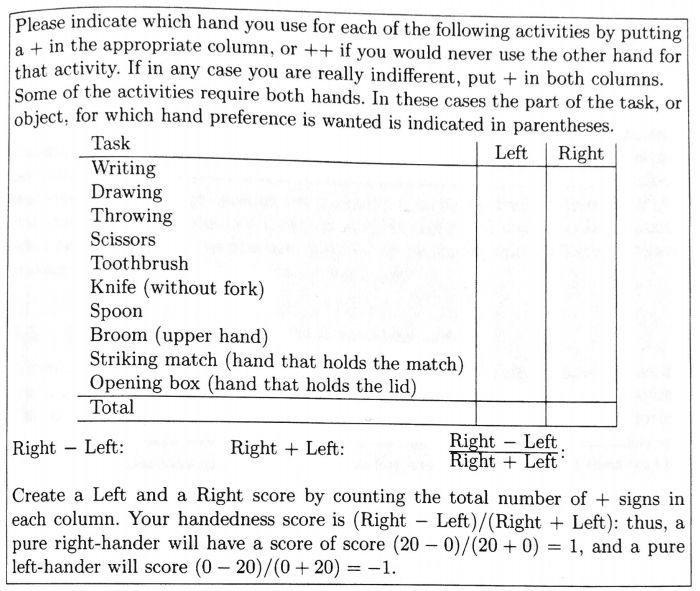 Please indicate which hand you use for each of the following activities by putting
a + in the appropriate column, or ++ if you would never use the other hand for
that activity. If in any case you are really indifferent, put + in both columns.
Some of the activities require both hands. In these cases the part of the task, or
object, for which hand preference is wanted is indicated in parentheses.
Task Left Right
Writing
Drawing
Throwing
Scissors
Toothbrush
Knife (without fork)
Spoon
Broom (upper hand)
Striking match (hand that holds the match)
Opening box (hand that holds the lid)
Total
Right − Left: Right + Left: Right − Left / Right + Left :
Create a Left and a Right score by counting the total number of + signs in
each column. Your handedness score is (Right − Left)/(Right + Left): thus, a
pure right-hander will have a score of score (20 − 0)/(20 + 0) = 1, and a pure
left-hander will score (0 − 20)/(0 + 20) = −1.